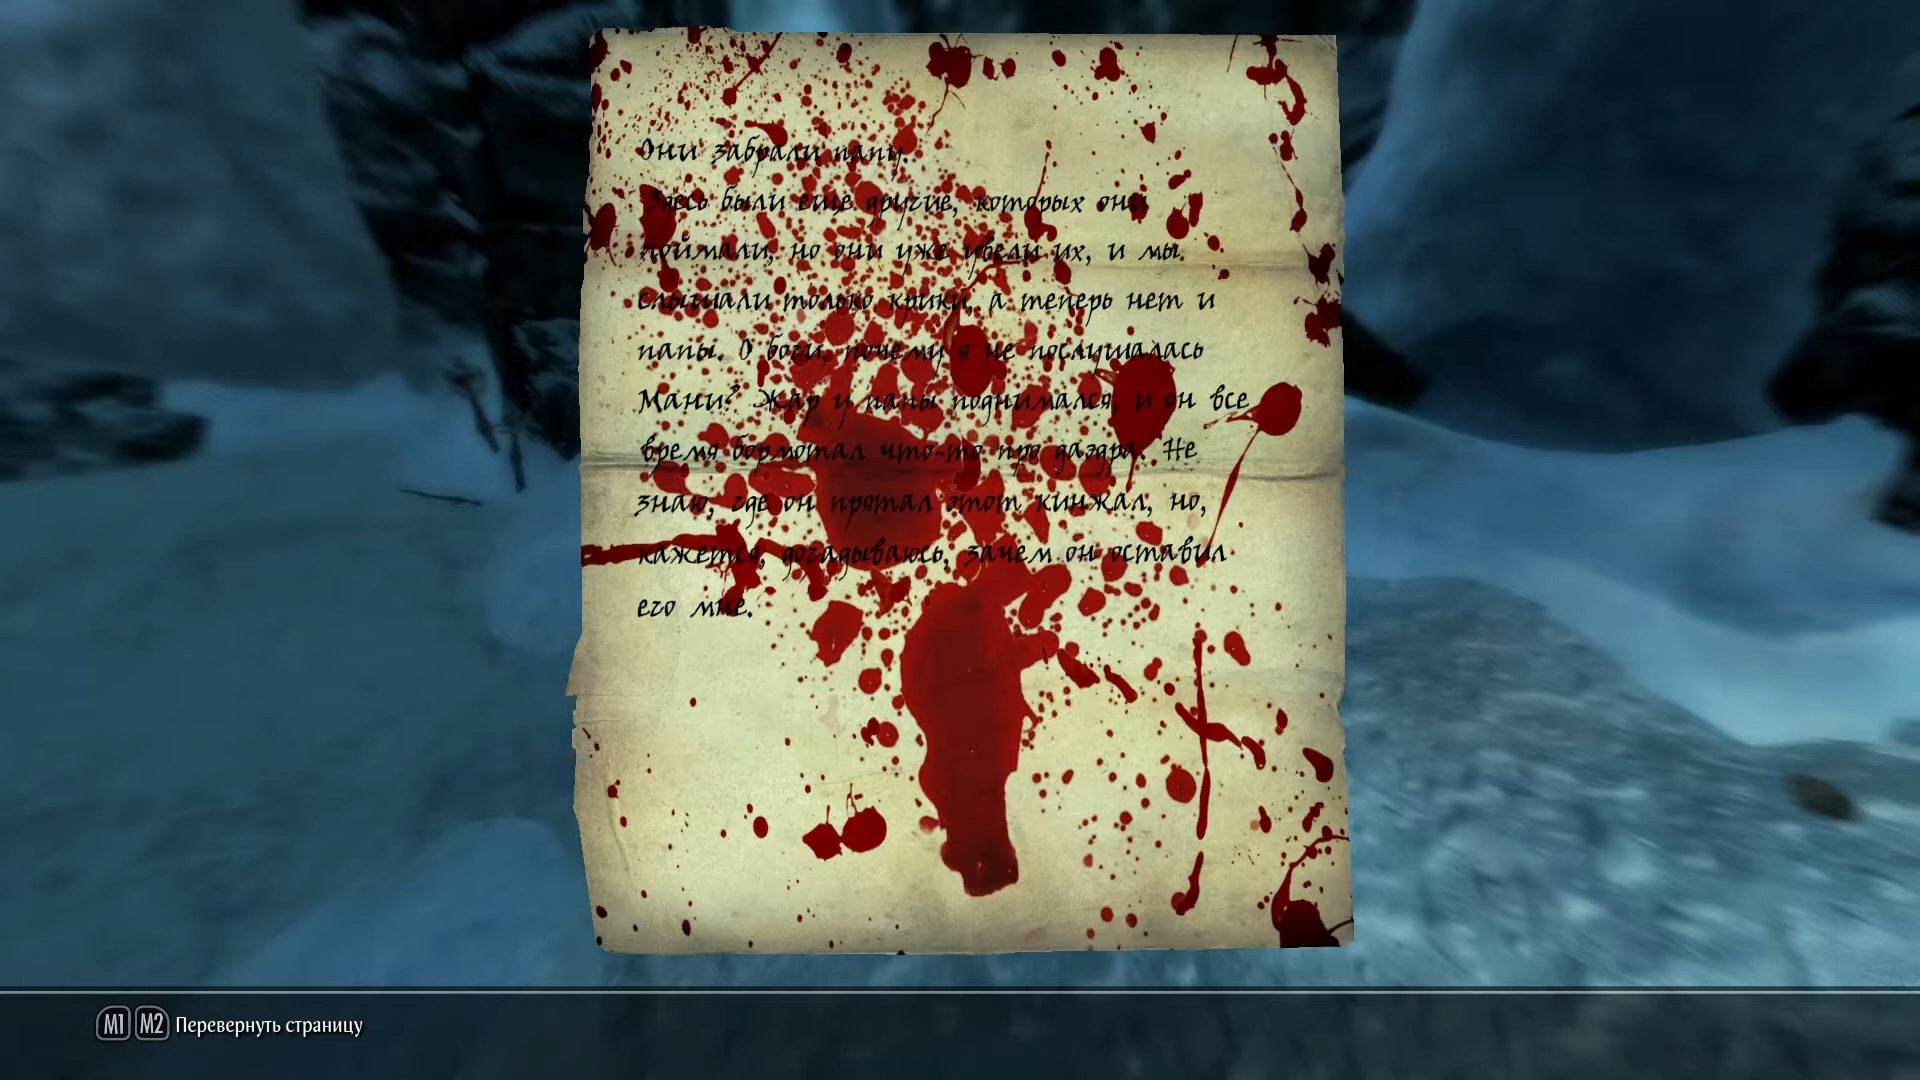 Они забрали папу.
Здесь были еще другие, которых они
поймали, но они уже увели их, и мы
слышали только крики, а теперь нет и
папы. О боги, почему я не послушалась
Мани? Жар у папы поднимался, и он все
время бормотал что-то про даэдра. Не
знаю, где он прятал этот кинжал, но,
кажется, догадываюсь, зачем он оставил
его мне.
M1 M2 Перевернуть страницу